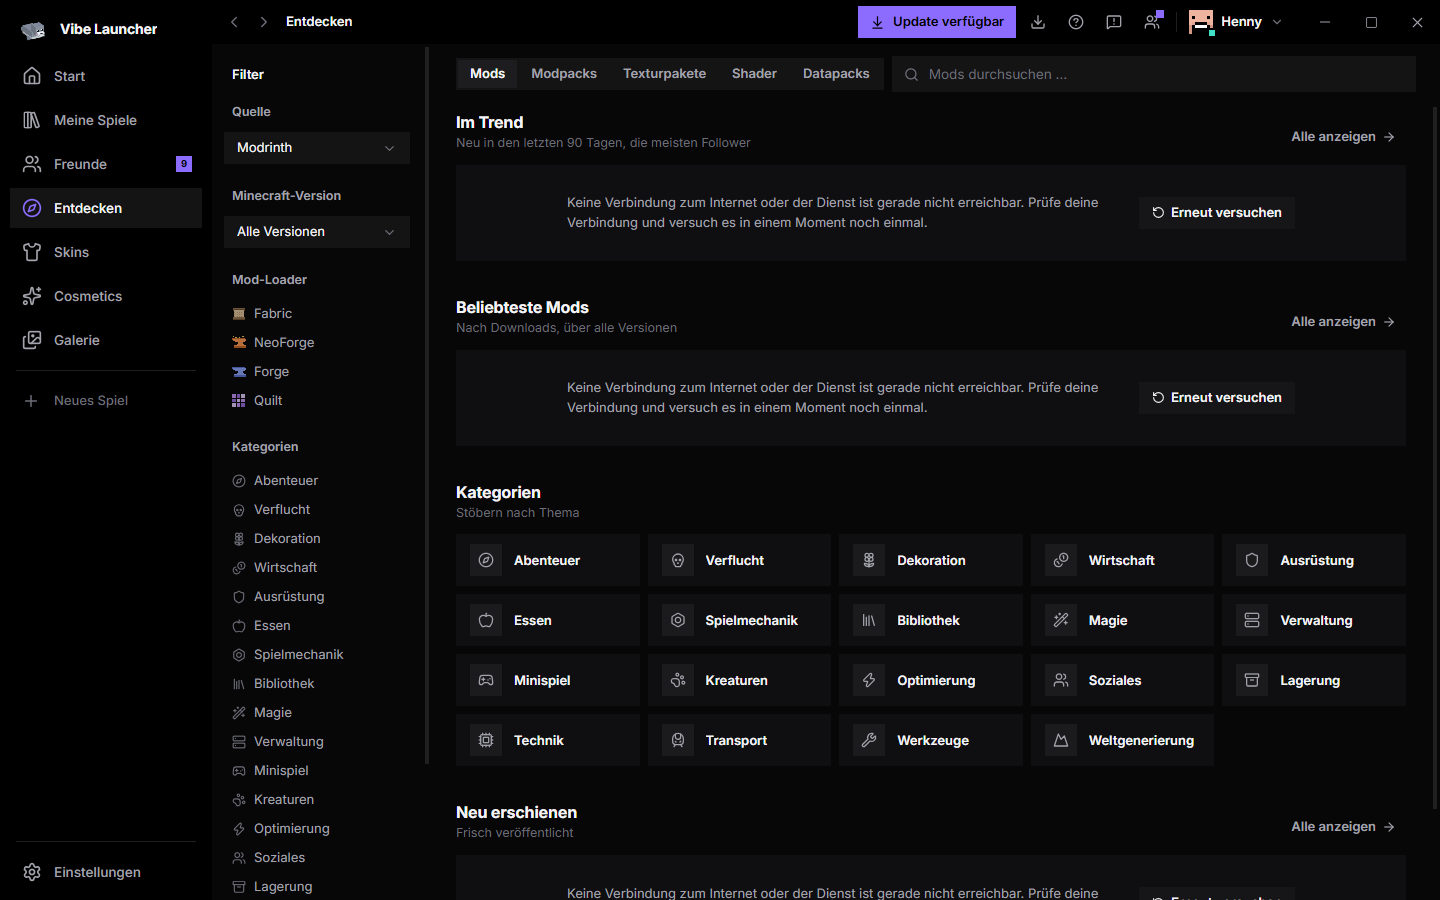 Vibe Launcher
Start
Meine Spiele
Freunde
9
Entdecken
Skins
Cosmetics
Galerie
Neues Spiel
Einstellungen
Entdecken
Update verfügbar
Henny
Filter
Quelle
Modrinth
Minecraft-Version
Alle Versionen
Mod-Loader
Fabric
NeoForge
Forge
Quilt
Kategorien
Abenteuer
Verflucht
Dekoration
Wirtschaft
Ausrüstung
Essen
Spielmechanik
Bibliothek
Magie
Verwaltung
Minispiel
Kreaturen
Optimierung
Soziales
Lagerung
Mods
Modpacks
Texturpakete
Shader
Datapacks
Mods durchsuchen ...
Im Trend
Neu in den letzten 90 Tagen, die meisten Follower
Alle anzeigen
Keine Verbindung zum Internet oder der Dienst ist gerade nicht erreichbar. Prüfe deine
Verbindung und versuch es in einem Moment noch einmal.
Erneut versuchen
Beliebteste Mods
Nach Downloads, über alle Versionen
Alle anzeigen
Keine Verbindung zum Internet oder der Dienst ist gerade nicht erreichbar. Prüfe deine
Verbindung und versuch es in einem Moment noch einmal.
Erneut versuchen
Kategorien
Stöbern nach Thema
Abenteuer
Verflucht
Dekoration
Wirtschaft
Ausrüstung
Essen
Spielmechanik
Bibliothek
Magie
Verwaltung
Minispiel
Kreaturen
Optimierung
Soziales
Lagerung
Technik
Transport
Werkzeuge
Weltgenerierung
Neu erschienen
Frisch veröffentlicht
Alle anzeigen
Keine Verbindung zum Internet oder der Dienst ist gerade nicht erreichbar. Prüfe deine